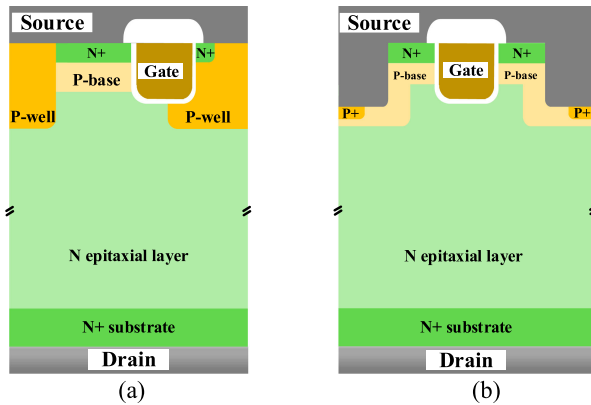 Source
N+
N+
Gate
P-base
P-well
P-well
N epitaxial layer
N+ substrate
Drain
(a)
Source
N+
N+
P-base
Gate
P-base
P+
P+
N epitaxial layer
N+ substrate
Drain
(b)